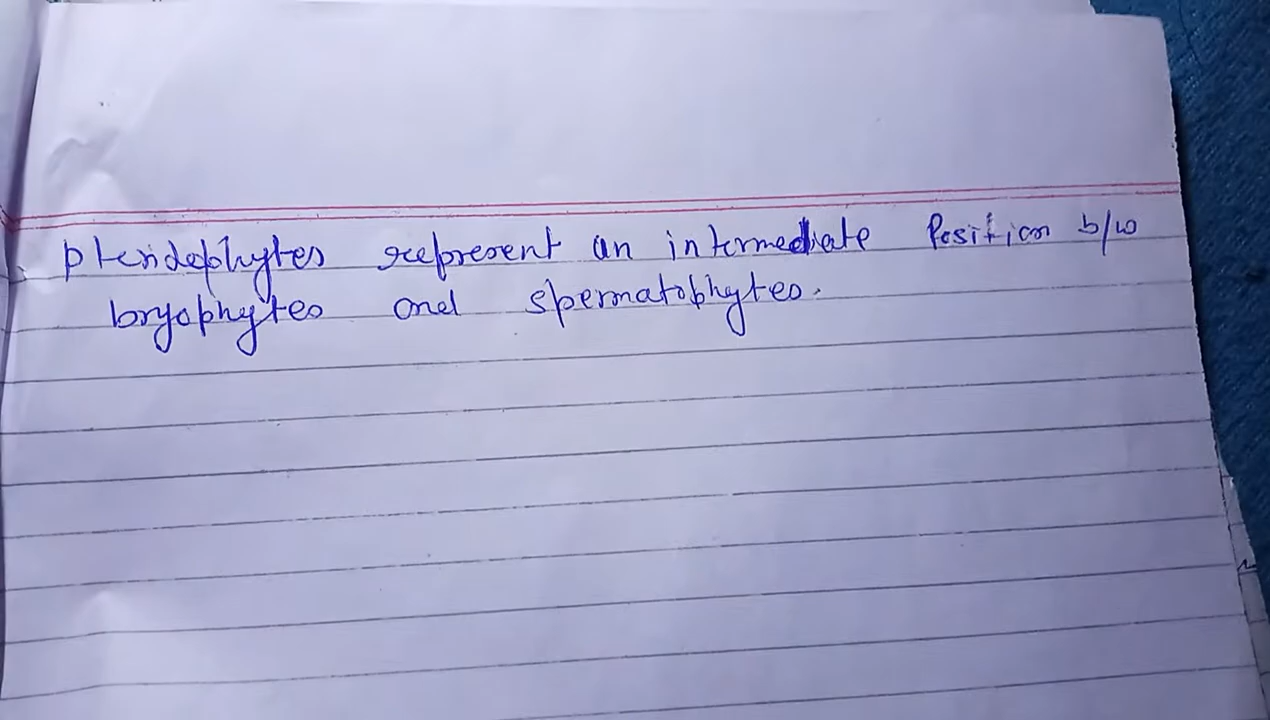 Pteridophytes represent an intermediate Position b/w
bryophytes and spermatophytes.